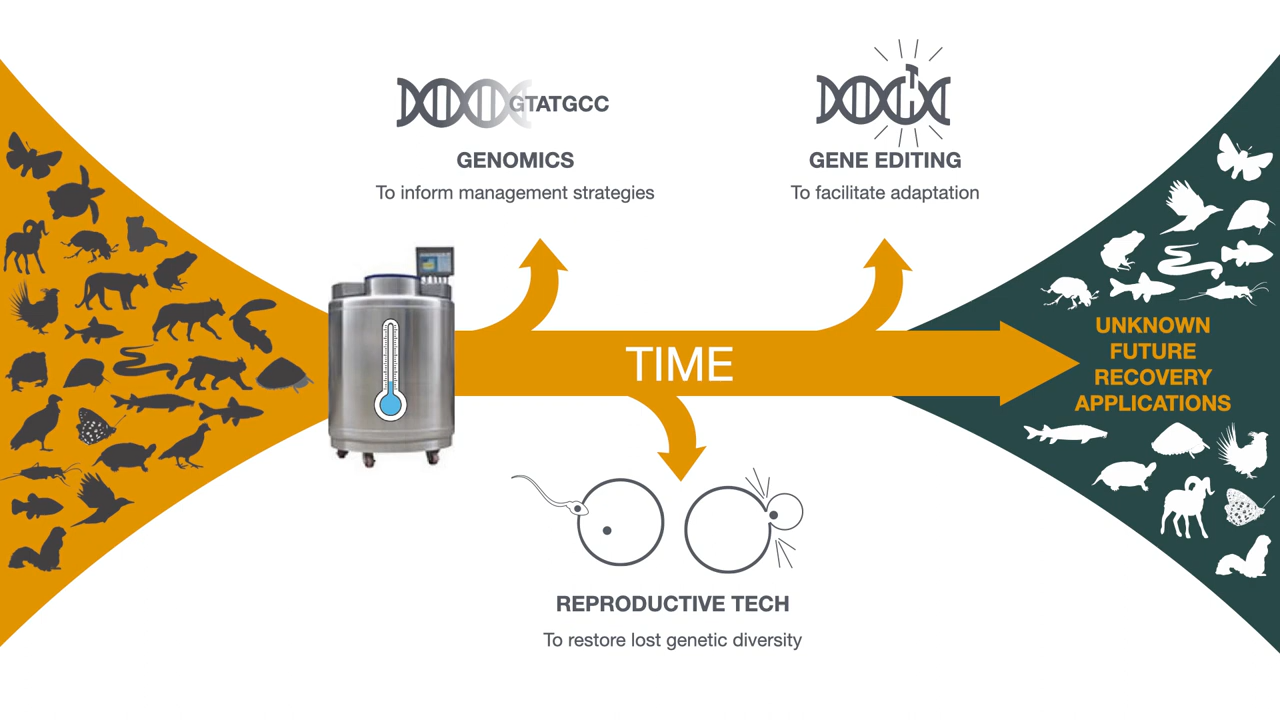 GTATGCC
GENOMICS
To inform management strategies
GENE EDITING
To facilitate adaptation
TIME
UNKNOWN
FUTURE
RECOVERY
APPLICATIONS
REPRODUCTIVE TECH
To restore lost genetic diversity